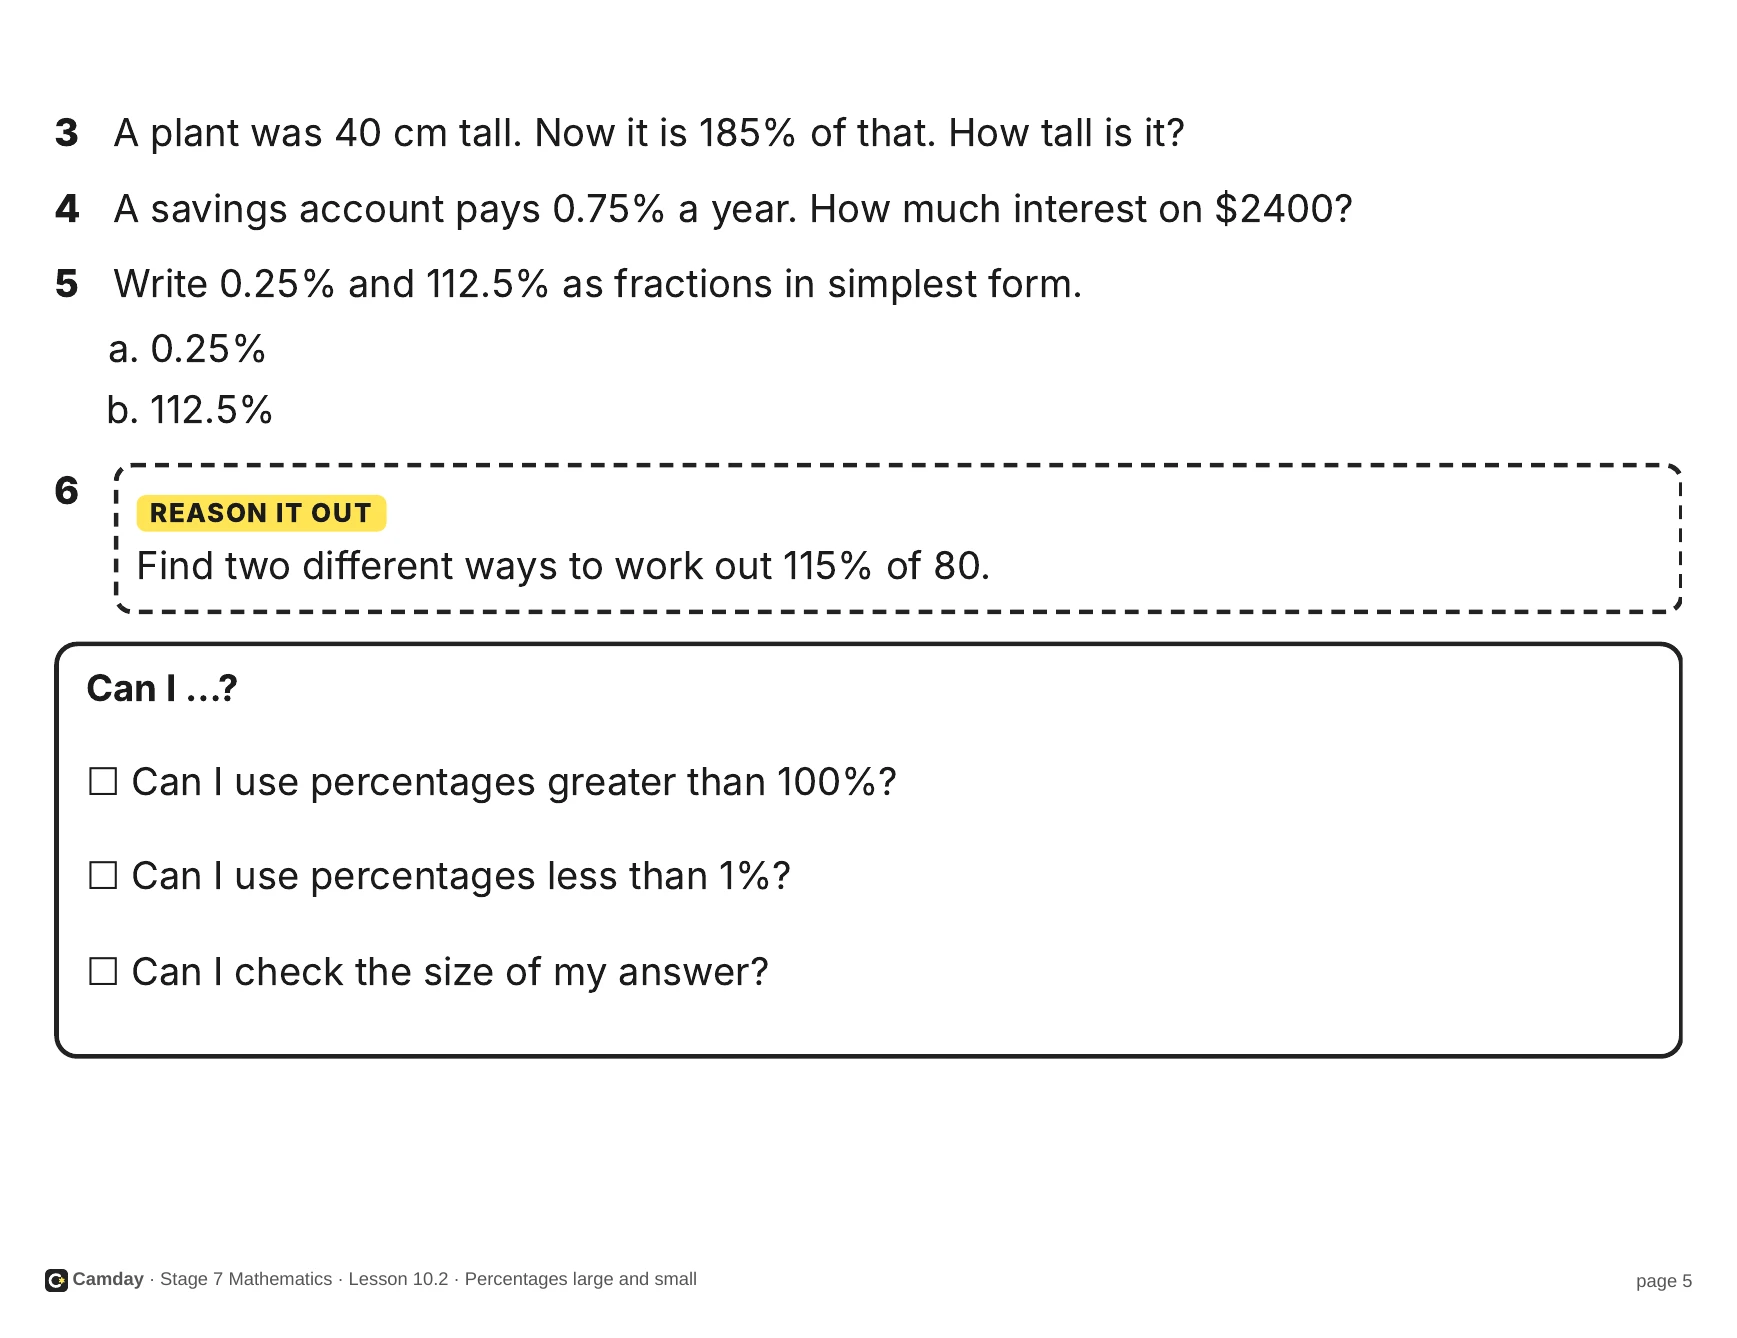 3 A plant was 40 cm tall. Now it is 185% of that. How tall is it?
4 A savings account pays 0.75% a year. How much interest on $2400?
5 Write 0.25% and 112.5% as fractions in simplest form.
a. 0.25%
b. 112.5%
6
REASON IT OUT
Find two different ways to work out 115% of 80.
Can I ...?
☐ Can I use percentages greater than 100%?
☐ Can I use percentages less than 1%?
☐ Can I check the size of my answer?
Camday · Stage 7 Mathematics · Lesson 10.2 · Percentages large and small
page 5